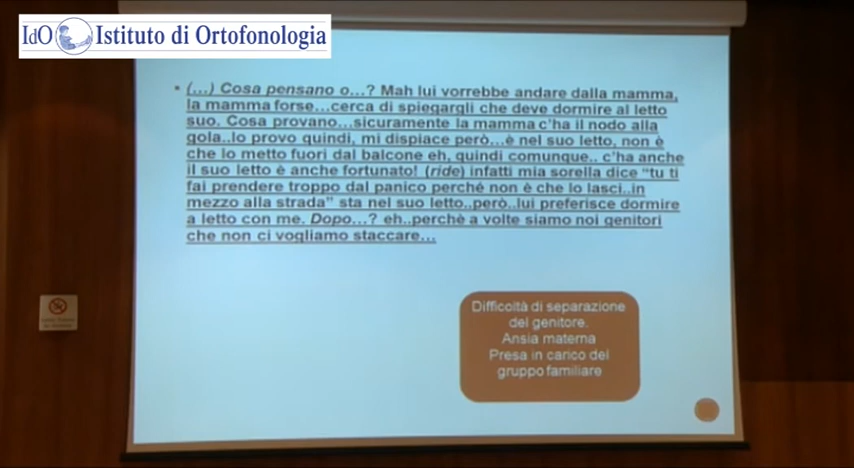 IdO Istituto di Ortofonologia
• (...) Cosa pensano o...? Mah lui vorrebbe andare dalla mamma,
la mamma forse...cerca di spiegargli che deve dormire al letto
suo. Cosa provano...sicuramente la mamma c'ha il nodo alla
gola..lo provo quindi, mi dispiace però...è nel suo letto, non è
che lo metto fuori dal balcone eh, quindi comunque.. c'ha anche
il suo letto è anche fortunato! (ride) infatti mia sorella dice "tu ti
fai prendere troppo dal panico perché non è che lo lasci..in
mezzo alla strada" sta nel suo letto..però..lui preferisce dormire
a letto con me. Dopo...? eh..perchè a volte siamo noi genitori
che non ci vogliamo staccare...
Difficoltà di separazione
del genitore.
Ansia materna
Presa in carico del
gruppo familiare